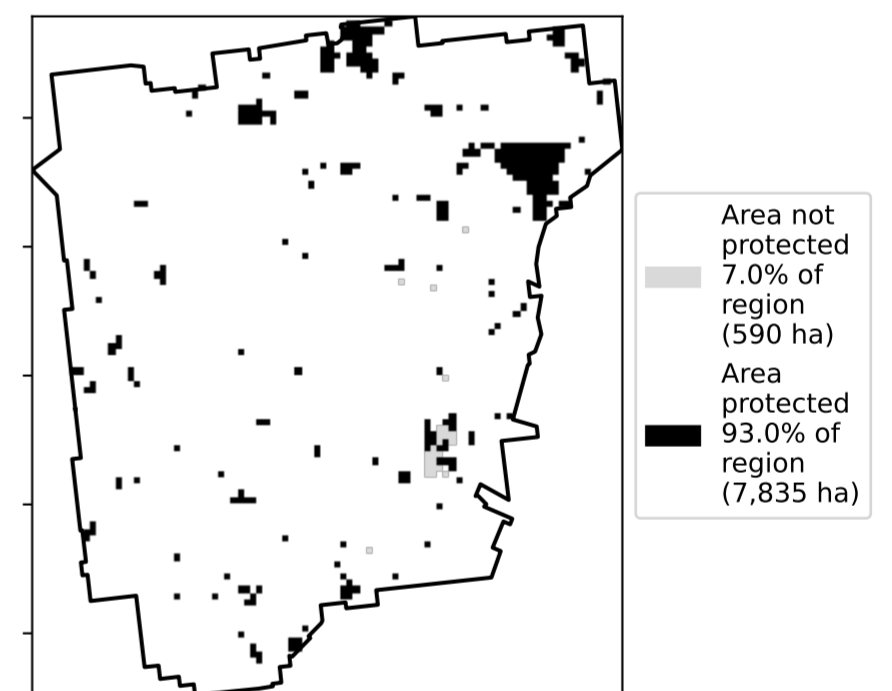 Area not
protected
7.0% of
region
(590 ha)
Area
protected
93.0% of
region
(7,835 ha)